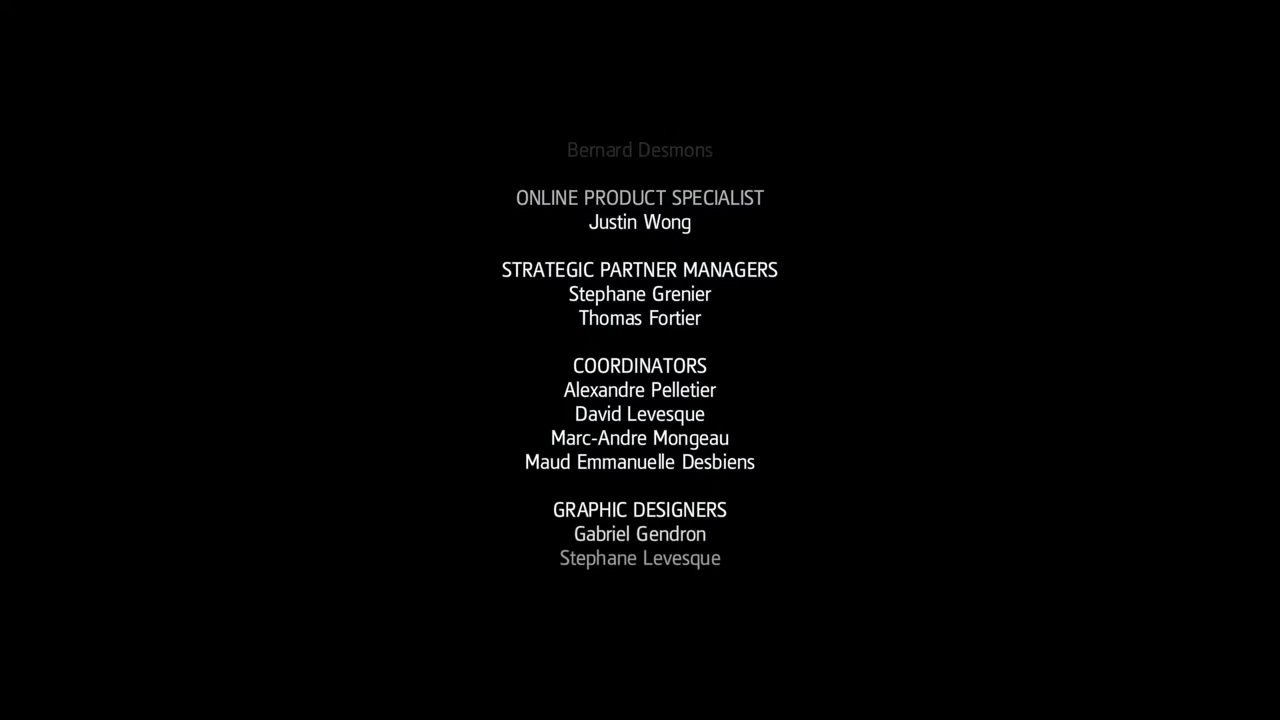 Bernard Desmons
ONLINE PRODUCT SPECIALIST
Justin Wong
STRATEGIC PARTNER MANAGERS
Stephane Grenier
Thomas Fortier
COORDINATORS
Alexandre Pelletier
David Levesque
Marc-Andre Mongeau
Maud Emmanuelle Desbiens
GRAPHIC DESIGNERS
Gabriel Gendron
Stephane Levesque